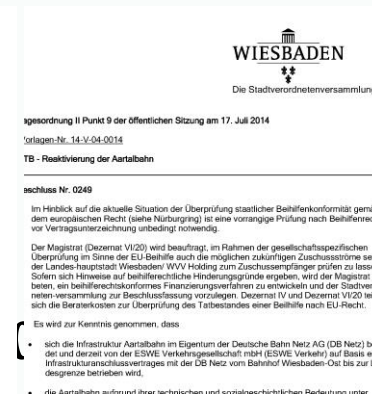 WIESBADEN
Die Stadtverordnetenversammlung
agesordnung II Punkt 9 der öffentlichen Sitzung am 17. Juli 2014
orlagen-Nr. 14-V-04-0014
TB - Reaktivierung der Aartalbahn
eschluss Nr. 0249
Im Hinblick auf die aktuelle Situation der Überprüfung staatlicher Beihilfenkonformität gemä
dem europäischen Recht (siehe Nürburgring) ist eine vorrangige Prüfung nach Beihilfenrec
vor Vertragsunterzeichnung unbedingt notwendig.
Der Magistrat (Dezernat VI/20) wird beauftragt, im Rahmen der gesellschaftsspezifischen
Überprüfung im Sinne der EU-Beihilfe auch die möglichen zukünftigen Zuschussströme se
der Landes-hauptstadt Wiesbaden/ WVV Holding zum Zuschussempfänger prüfen zu lasse
Sofern sich Hinweise auf beihilferechtliche Hinderungsgründe ergeben, wird der Magistrat
beten, ein beihilferechtskonformes Finanzierungsverfahren zu entwickeln und der Stadtver
neten-versammlung zur Beschlussfassung vorzulegen. Dezernat IV und Dezernat VI/20 tei
sich die Beraterkosten zur Überprüfung des Tatbestandes einer Beihilfe nach EU-Recht.
Es wird zur Kenntnis genommen, dass
• sich die Infrastruktur Aartalbahn im Eigentum der Deutsche Bahn Netz AG (DB Netz) be
det und derzeit von der ESWE Verkehrsgesellschaft mbH (ESWE Verkehr) auf Basis e
Infrastrukturanschlussvertrages mit der DB Netz vom Bahnhof Wiesbaden-Ost bis zur L
desgrenze betrieben wird,
• die Aartalbahn aufgrund ihrer technischen und sozialgeschichtlichen Bedeutung unter